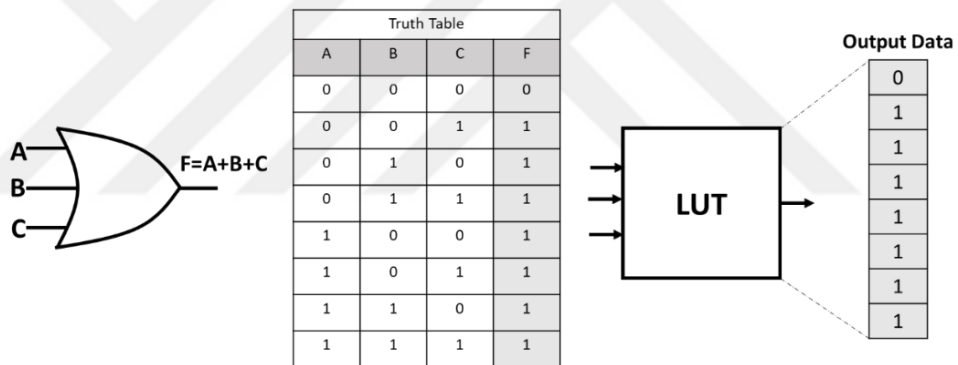 A
B
C
F=A+B+C
Truth Table
A B C F
0 0 0 0
0 0 1 1
0 1 0 1
0 1 1 1
1 0 0 1
1 0 1 1
1 1 0 1
1 1 1 1
LUT
Output Data
0
1
1
1
1
1
1
1